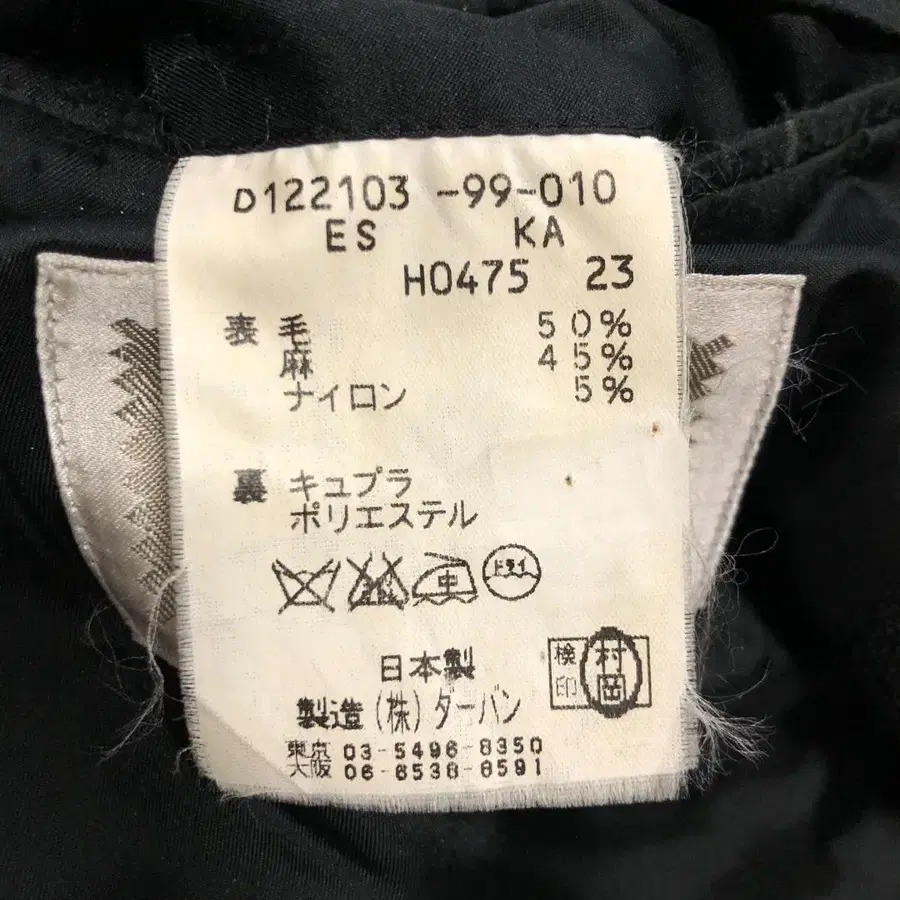 D122103 -99-010
ES KA
H0475 23
表 毛 50%
麻 45%
ナイロン 5%
裏 キュプラ
ポリエステル
中 ドライ
日本製
検印 村岡
製造 (株) ダーバン
東京 03-5496-8350
大阪 06-6538-6591